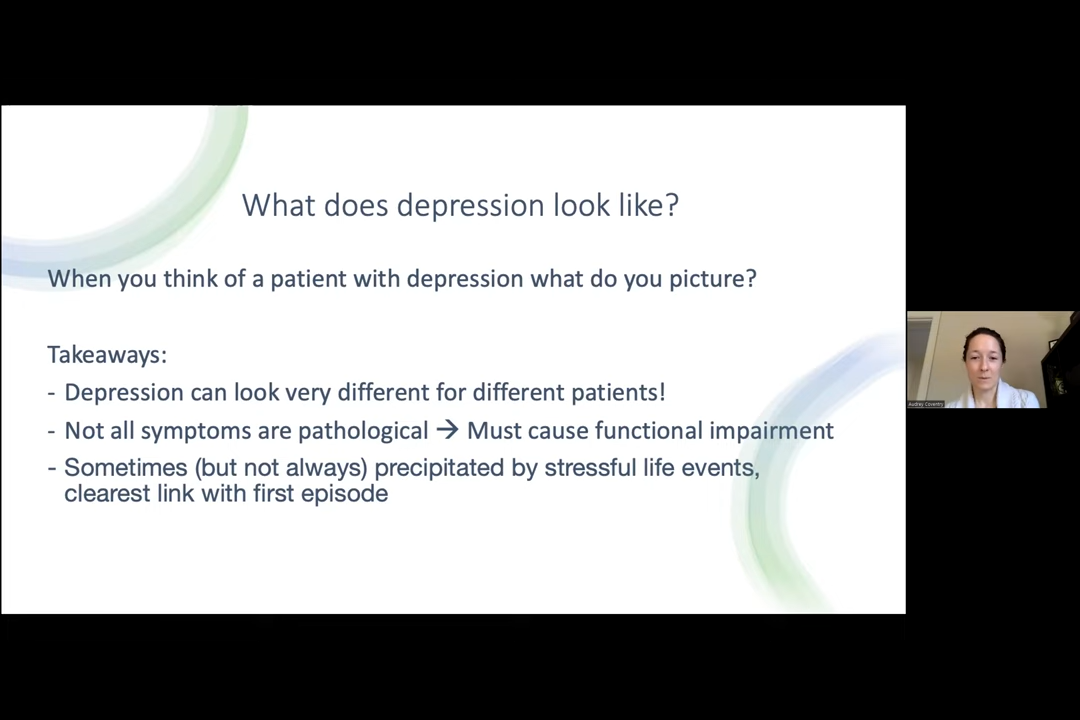 What does depression look like?
When you think of a patient with depression what do you picture?
Takeaways:
- Depression can look very different for different patients!
- Not all symptoms are pathological → Must cause functional impairment
- Sometimes (but not always) precipitated by stressful life events,
clearest link with first episode
Audrey Coventry